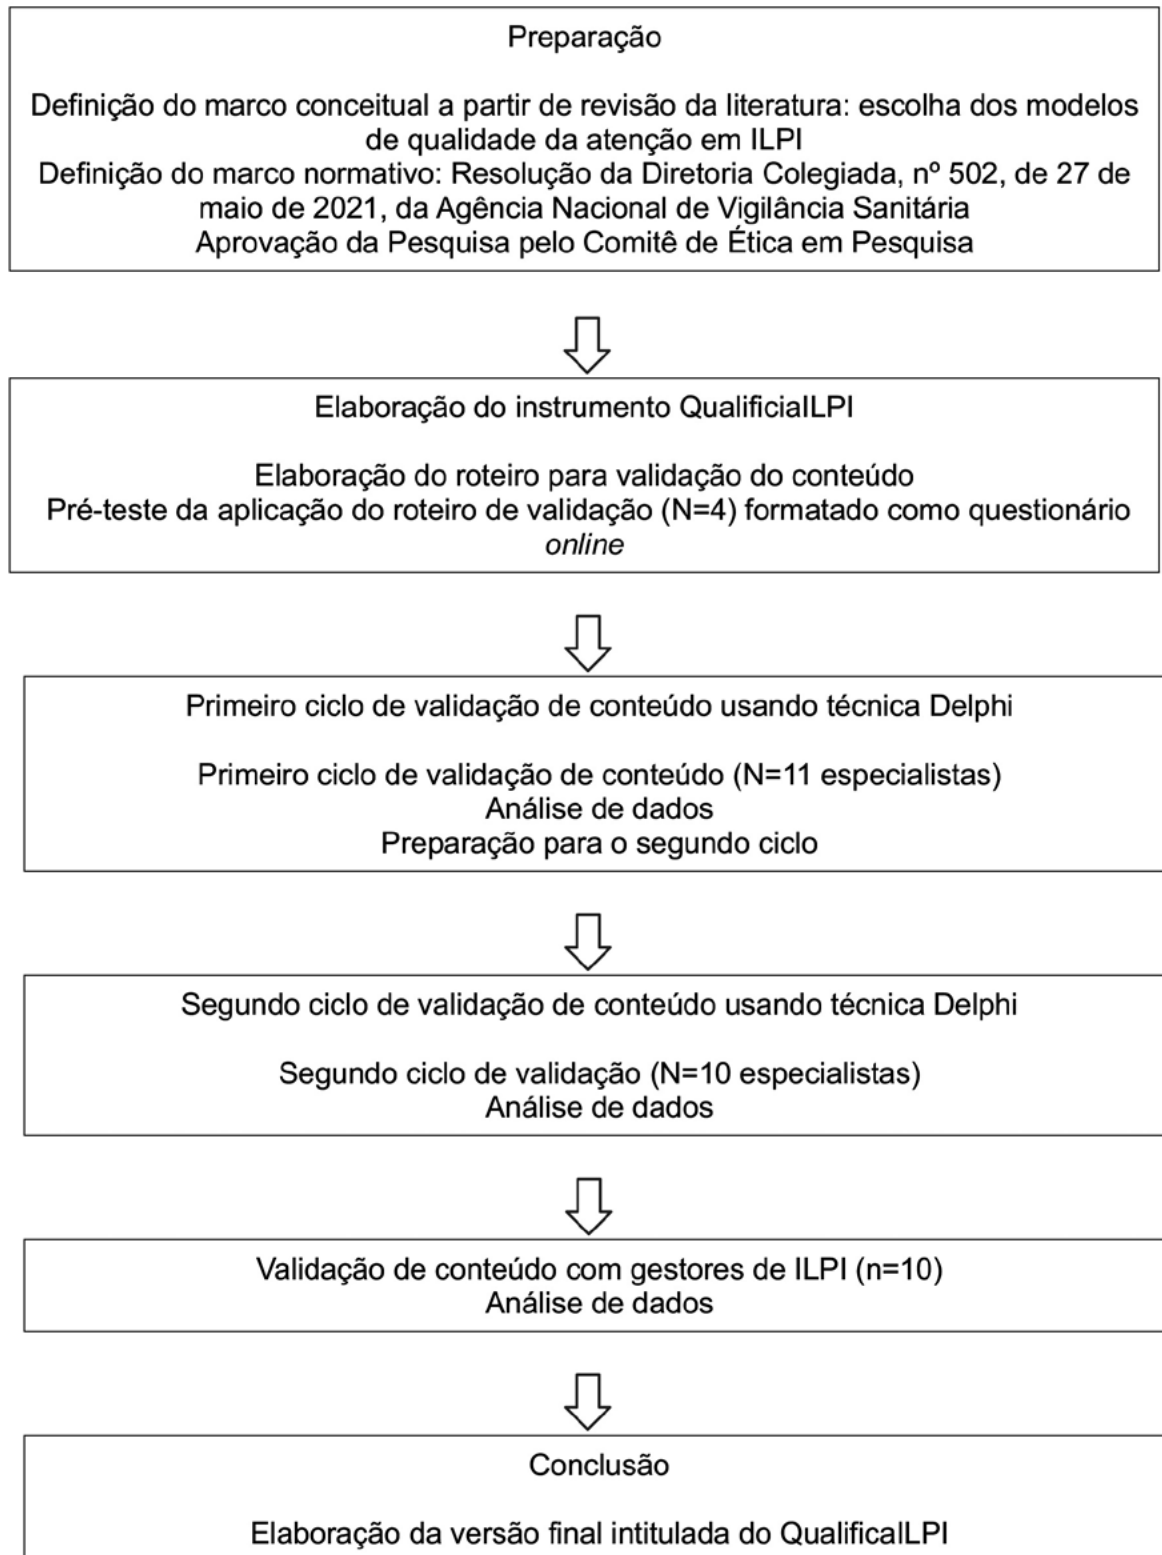 Preparação
Definição do marco conceitual a partir de revisão da literatura: escolha dos modelos
de qualidade da atenção em ILPI
Definição do marco normativo: Resolução da Diretoria Colegiada, nº 502, de 27 de
maio de 2021, da Agência Nacional de Vigilância Sanitária
Aprovação da Pesquisa pelo Comitê de Ética em Pesquisa
Elaboração do instrumento QualificiaILPI
Elaboração do roteiro para validação do conteúdo
Pré-teste da aplicação do roteiro de validação (N=4) formatado como questionário
online
Primeiro ciclo de validação de conteúdo usando técnica Delphi
Primeiro ciclo de validação de conteúdo (N=11 especialistas)
Análise de dados
Preparação para o segundo ciclo
Segundo ciclo de validação de conteúdo usando técnica Delphi
Segundo ciclo de validação (N=10 especialistas)
Análise de dados
Validação de conteúdo com gestores de ILPI (n=10)
Análise de dados
Conclusão
Elaboração da versão final intitulada do QualificaILPI